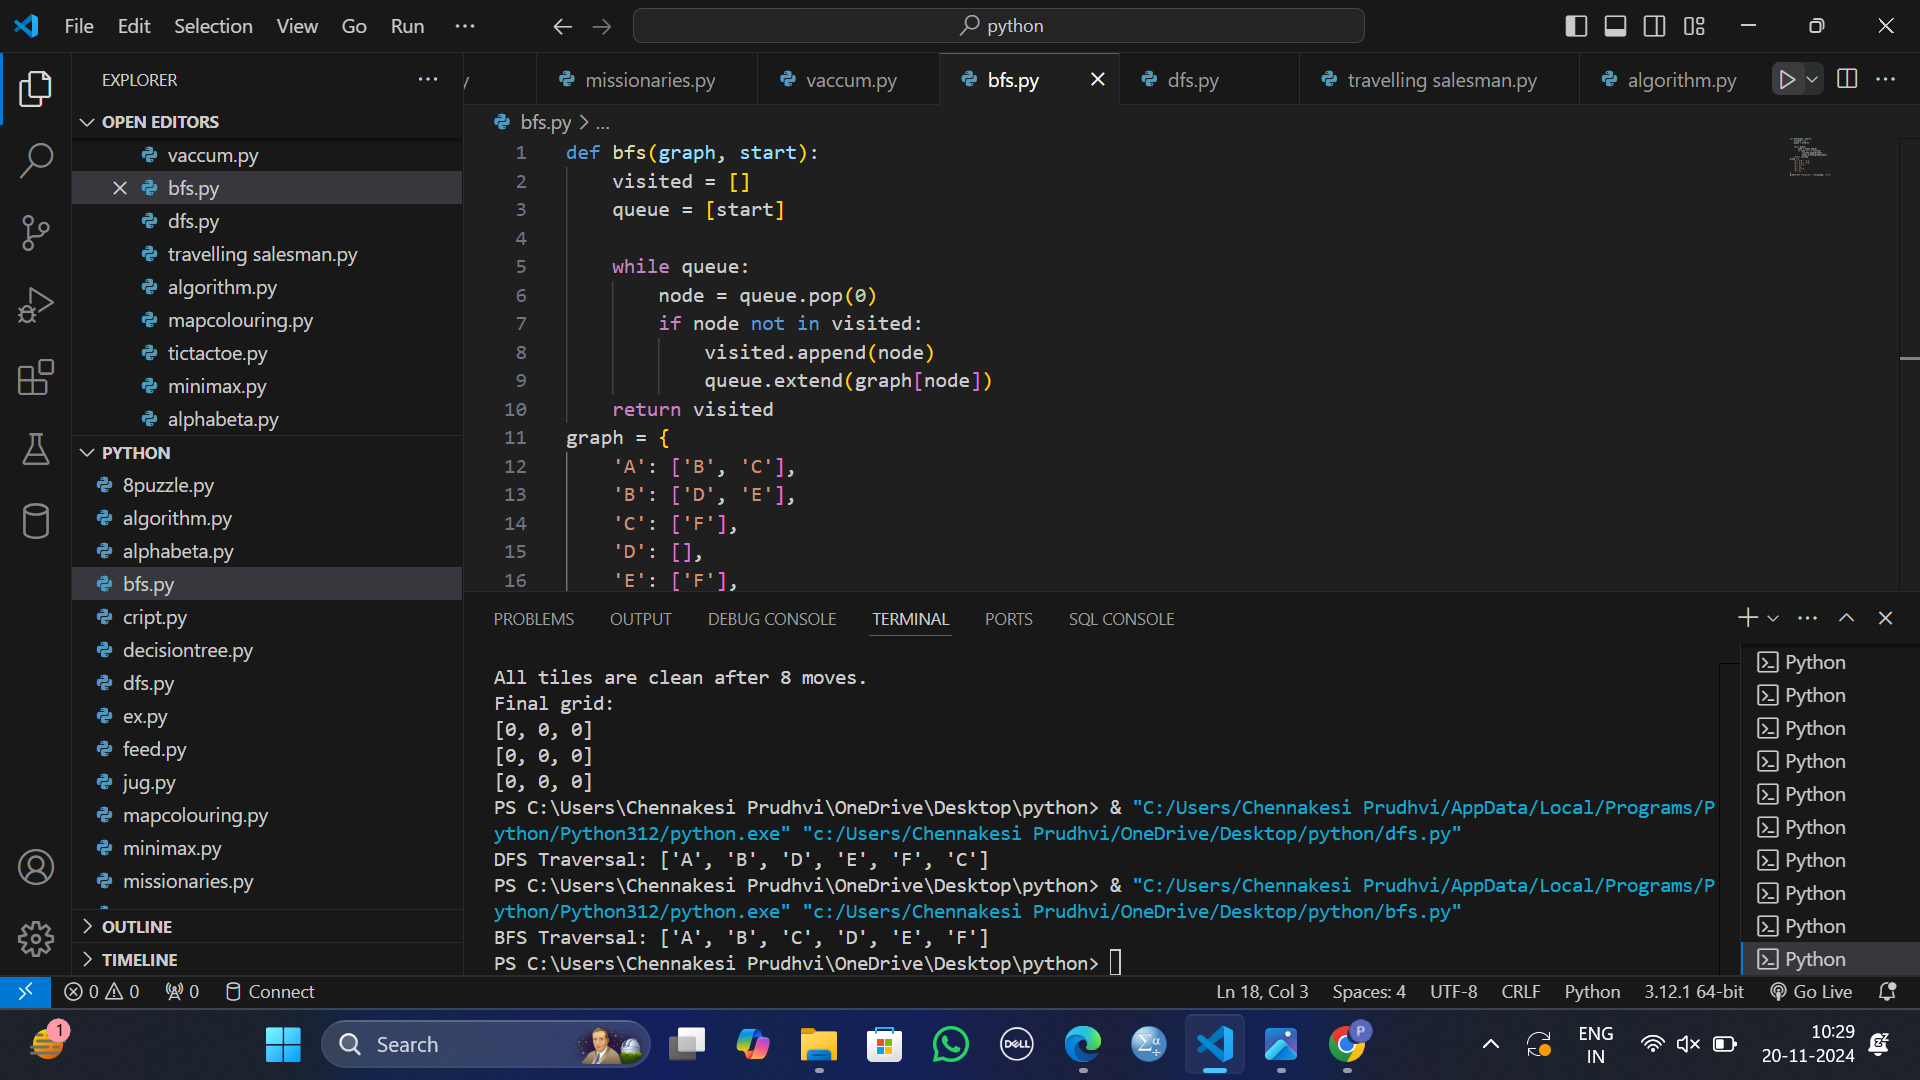 File Edit Selection View Go Run ··· python
EXPLORER
OPEN EDITORS
vaccum.py
bfs.py
dfs.py
travelling salesman.py
algorithm.py
mapcolouring.py
tictactoe.py
minimax.py
alphabeta.py
PYTHON
8puzzle.py
algorithm.py
alphabeta.py
bfs.py
cript.py
decisiontree.py
dfs.py
ex.py
feed.py
jug.py
mapcolouring.py
minimax.py
missionaries.py
OUTLINE
TIMELINE
missionaries.py vaccum.py bfs.py dfs.py travelling salesman.py algorithm.py
bfs.py > ...
1 def bfs(graph, start):
2 visited = []
3 queue = [start]
4
5 while queue:
6 node = queue.pop(0)
7 if node not in visited:
8 visited.append(node)
9 queue.extend(graph[node])
10 return visited
11 graph = {
12 'A': ['B', 'C'],
13 'B': ['D', 'E'],
14 'C': ['F'],
15 'D': [],
16 'E': ['F'],
PROBLEMS OUTPUT DEBUG CONSOLE TERMINAL PORTS SQL CONSOLE
All tiles are clean after 8 moves.
Final grid:
[0, 0, 0]
[0, 0, 0]
[0, 0, 0]
PS C:\Users\Chennakesi Prudhvi\OneDrive\Desktop\python> & "C:/Users/Chennakesi Prudhvi/AppData/Local/Programs/P
ython/Python312/python.exe" "c:/Users/Chennakesi Prudhvi/OneDrive/Desktop/python/dfs.py"
DFS Traversal: ['A', 'B', 'D', 'E', 'F', 'C']
PS C:\Users\Chennakesi Prudhvi\OneDrive\Desktop\python> & "C:/Users/Chennakesi Prudhvi/AppData/Local/Programs/P
ython/Python312/python.exe" "c:/Users/Chennakesi Prudhvi/OneDrive/Desktop/python/bfs.py"
BFS Traversal: ['A', 'B', 'C', 'D', 'E', 'F']
PS C:\Users\Chennakesi Prudhvi\OneDrive\Desktop\python>
Python
Python
Python
Python
Python
Python
Python
Python
Python
Python
0 0 0 Connect Ln 18, Col 3 Spaces: 4 UTF-8 CRLF Python 3.12.1 64-bit Go Live
1 Search DELL P ENG 10:29
IN 20-11-2024